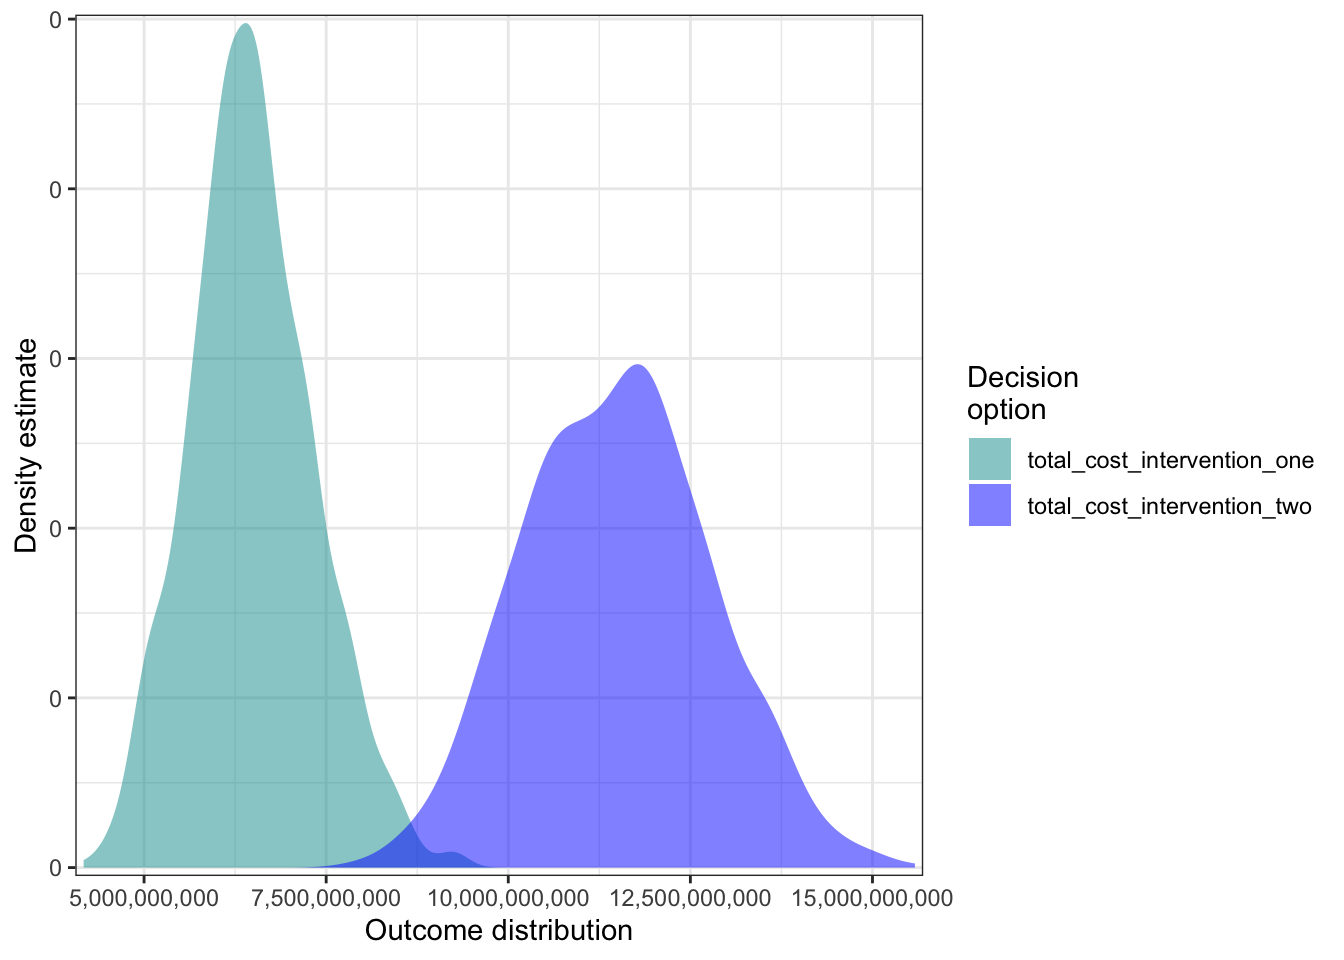 0
0
0
0
0
0
Density estimate
5,000,000,000
7,500,000,000
10,000,000,000
12,500,000,000
15,000,000,000
Outcome distribution
Decision
option
total_cost_intervention_one
total_cost_intervention_two